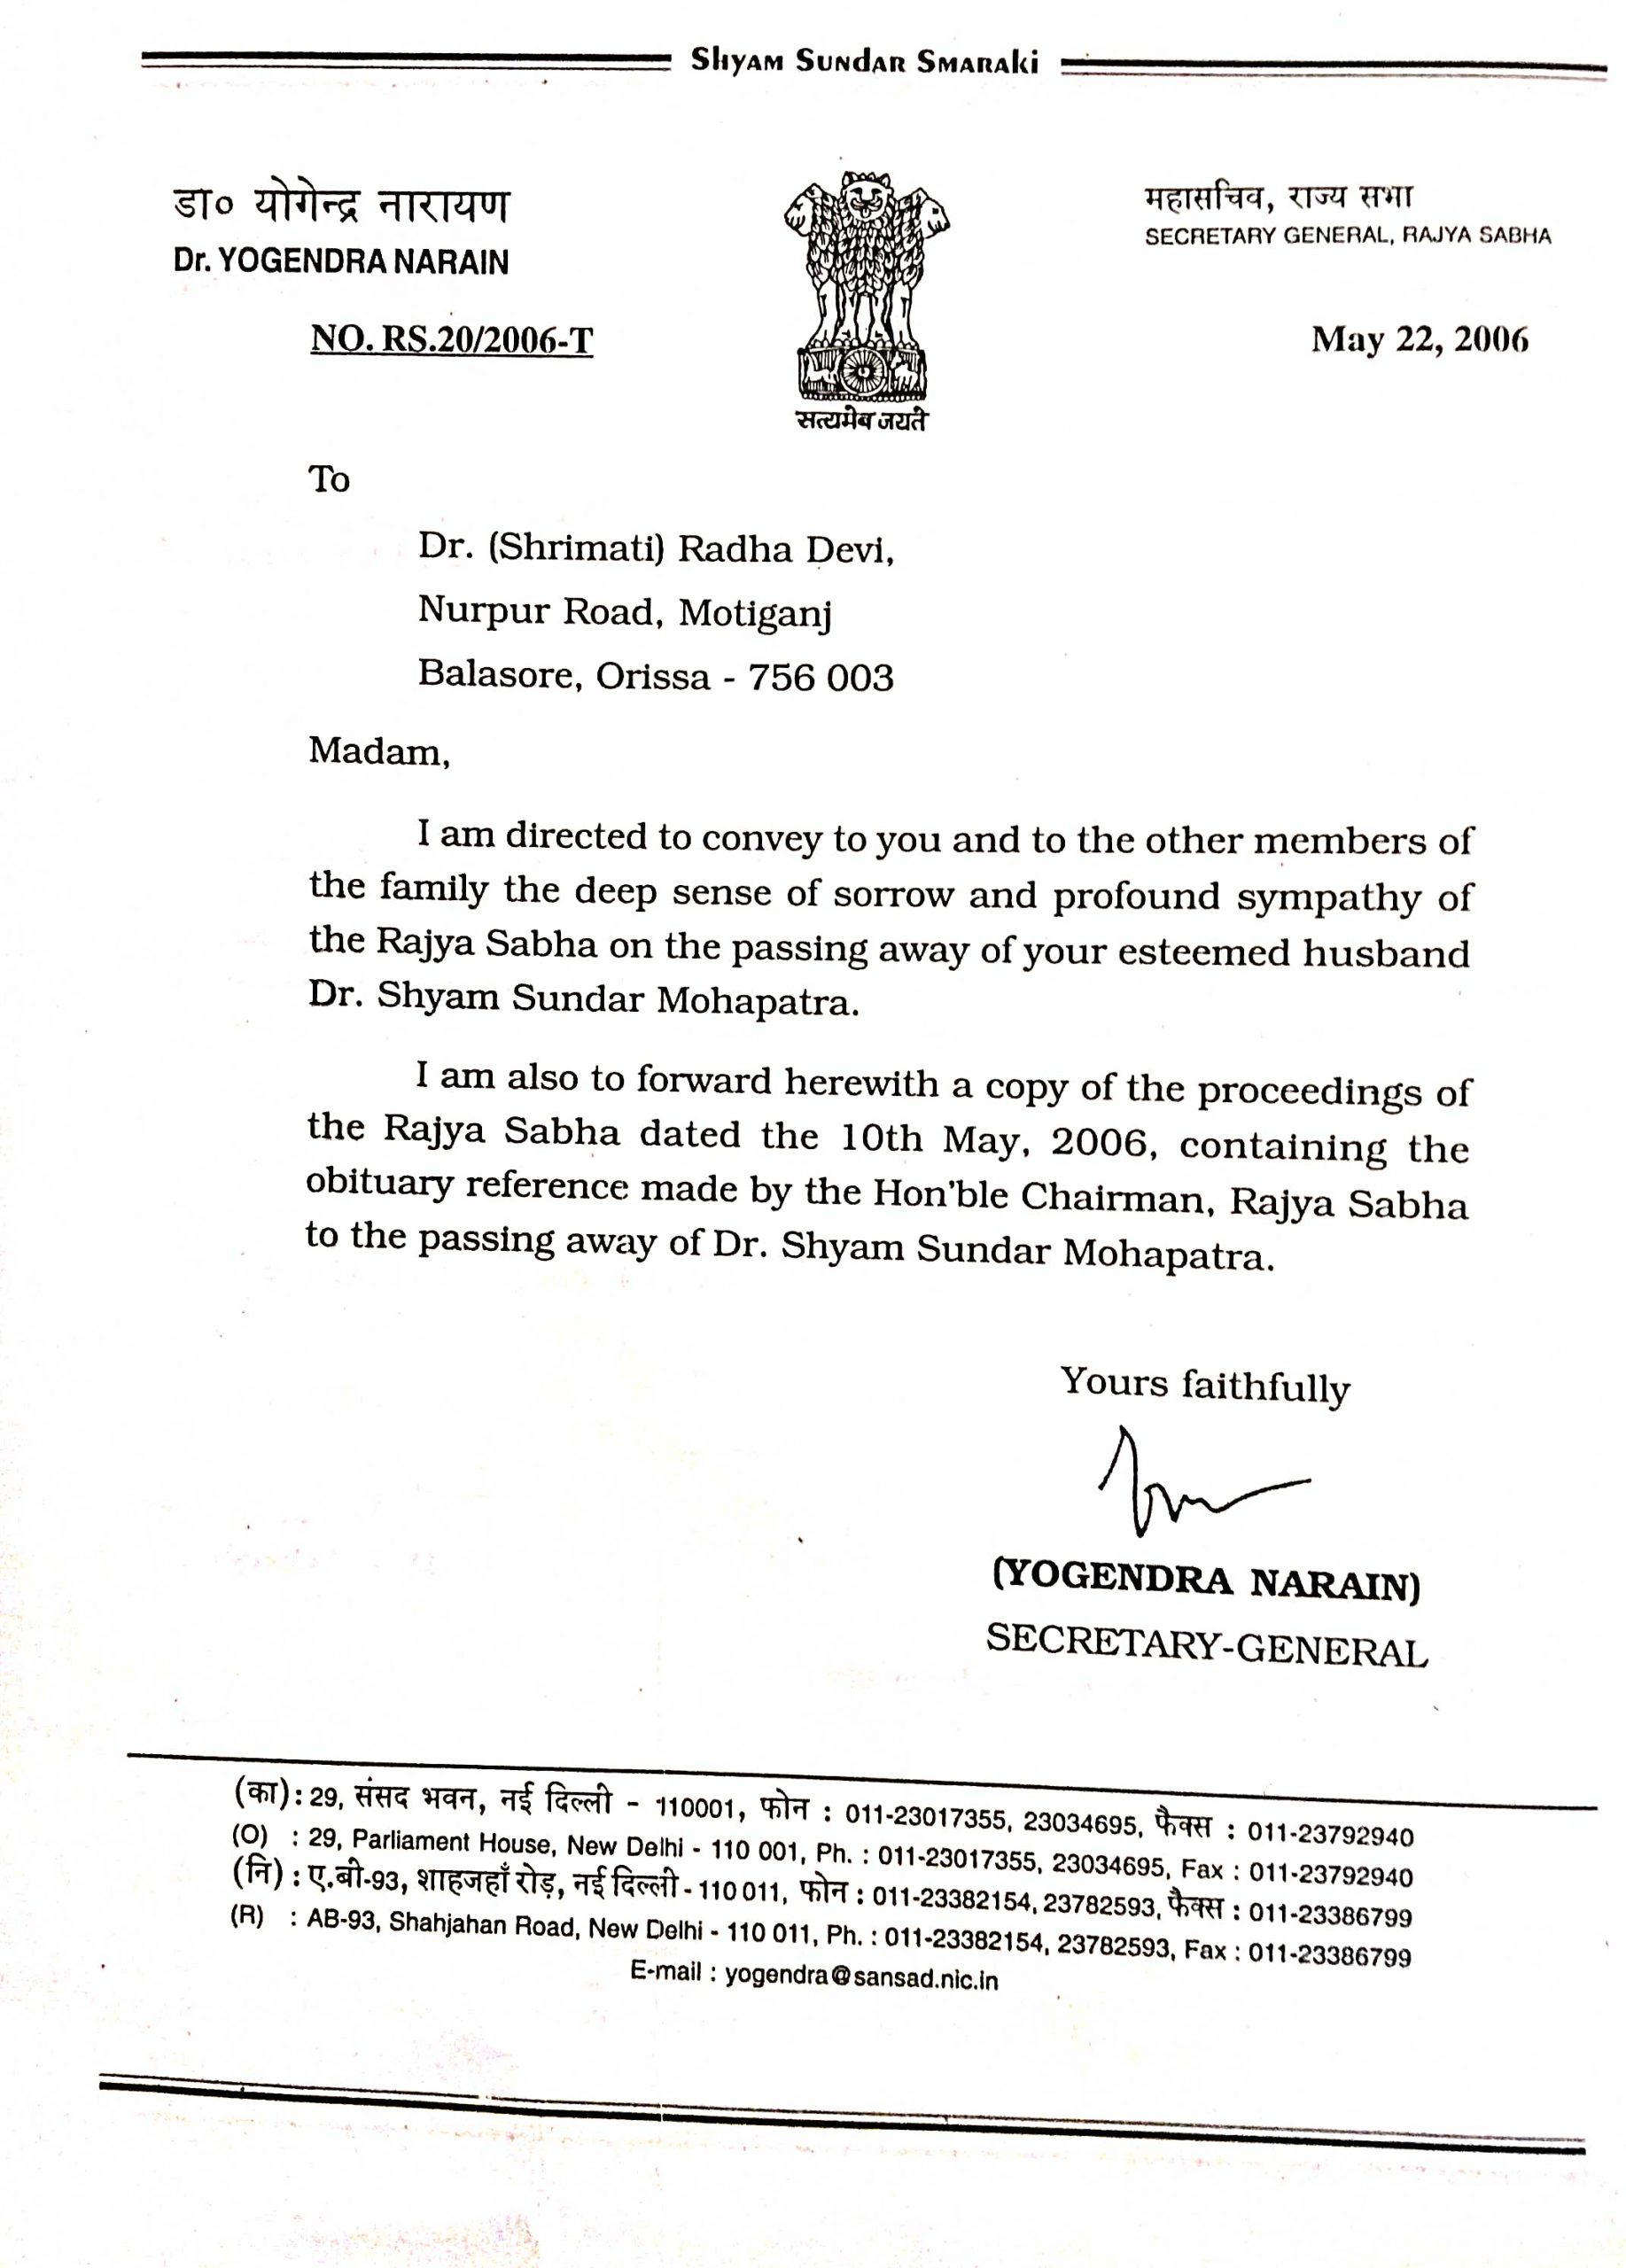 Shyam Sundar Smaraki
डा० योगेन्द्र नारायण
Dr. YOGENDRA NARAIN
महासचिव, राज्य सभा
SECRETARY GENERAL, RAJYA SABHA
NO. RS.20/2006-T
May 22, 2006
सत्यमेव जयते
To
Dr. (Shrimati) Radha Devi,
Nurpur Road, Motiganj
Balasore, Orissa - 756 003
Madam,
I am directed to convey to you and to the other members of
the family the deep sense of sorrow and profound sympathy of
the Rajya Sabha on the passing away of your esteemed husband
Dr. Shyam Sundar Mohapatra.
I am also to forward herewith a copy of the proceedings of
the Rajya Sabha dated the 10th May, 2006, containing the
obituary reference made by the Hon'ble Chairman, Rajya Sabha
to the passing away of Dr. Shyam Sundar Mohapatra.
Yours faithfully
(YOGENDRA NARAIN)
SECRETARY-GENERAL
(का) : 29, संसद भवन, नई दिल्ली - 110001, फोन : 011-23017355, 23034695, फैक्स : 011-23792940
(O) : 29, Parliament House, New Delhi - 110 001, Ph. : 011-23017355, 23034695, Fax : 011-23792940
(नि) : ए.बी-93, शाहजहाँ रोड़, नई दिल्ली - 110 011, फोन : 011-23382154, 23782593, फैक्स : 011-23386799
(R) : AB-93, Shahjahan Road, New Delhi - 110 011, Ph. : 011-23382154, 23782593, Fax : 011-23386799
E-mail : yogendra@sansad.nic.in